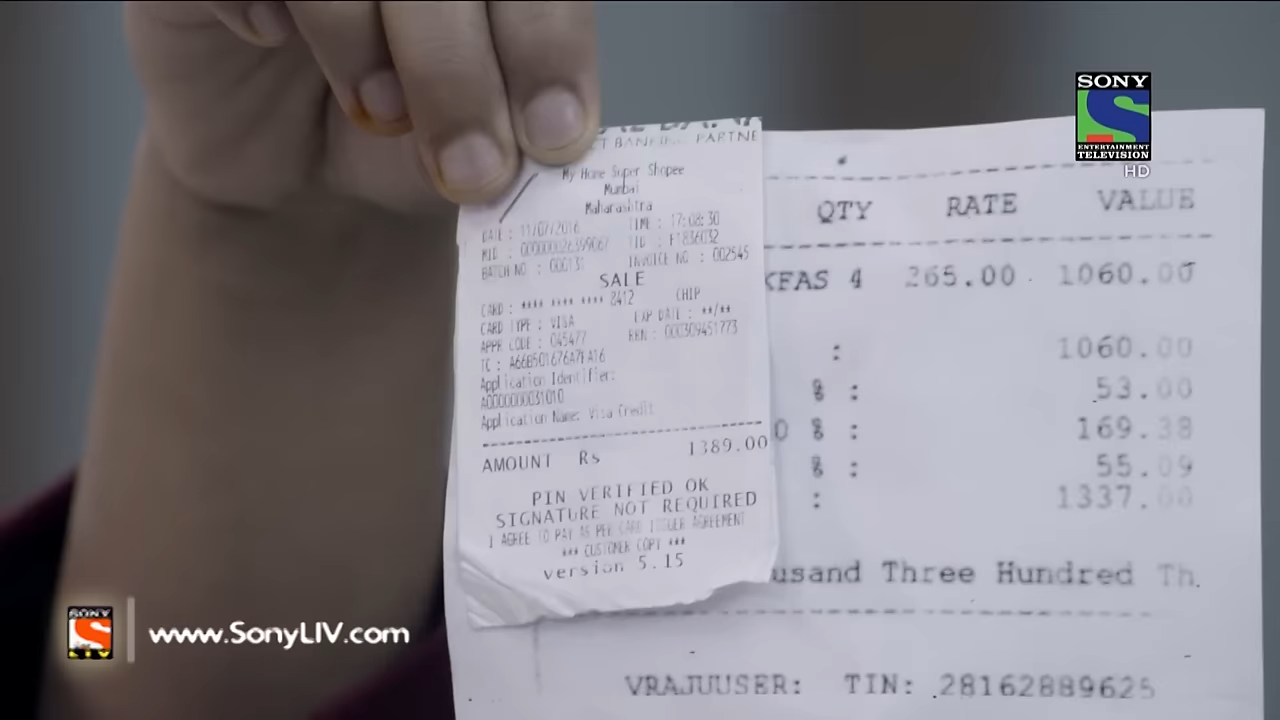 SONY
ENTERTAINMENT
TELEVISION
HD
T BANKING PARTNE
My Home Super Shopee
Mumbai
Maharashtra
DATE : 11/07/2016 TIME : 17:08:30
MID : 000000026399067 TID : F1836032
BATCH NO : 000131 INVOICE NO : 002545
SALE
CARD : **** **** **** 2412 CHIP
CARD TYPE : VISA EXP DATE : **/**
APPR CODE : 045477 RRN : 000309451773
TC : A66B501676A7FA16
Application Identifier:
A0000000031010
Application Name: Visa Credit
AMOUNT Rs 1389.00
PIN VERIFIED OK
SIGNATURE NOT REQUIRED
I AGREE TO PAY AS PER CARD ISSUER AGREEMENT
*** CUSTOMER COPY ***
version 5.15
QTY RATE VALUE
KFAS 4 265.00 1060.00
: 1060.00
% : 53.00
0 % : 169.38
% : 55.09
: 1337.00
usand Three Hundred Th
VRAJUUSER: TIN: 28162889625
SONY
LIV
www.SonyLIV.com